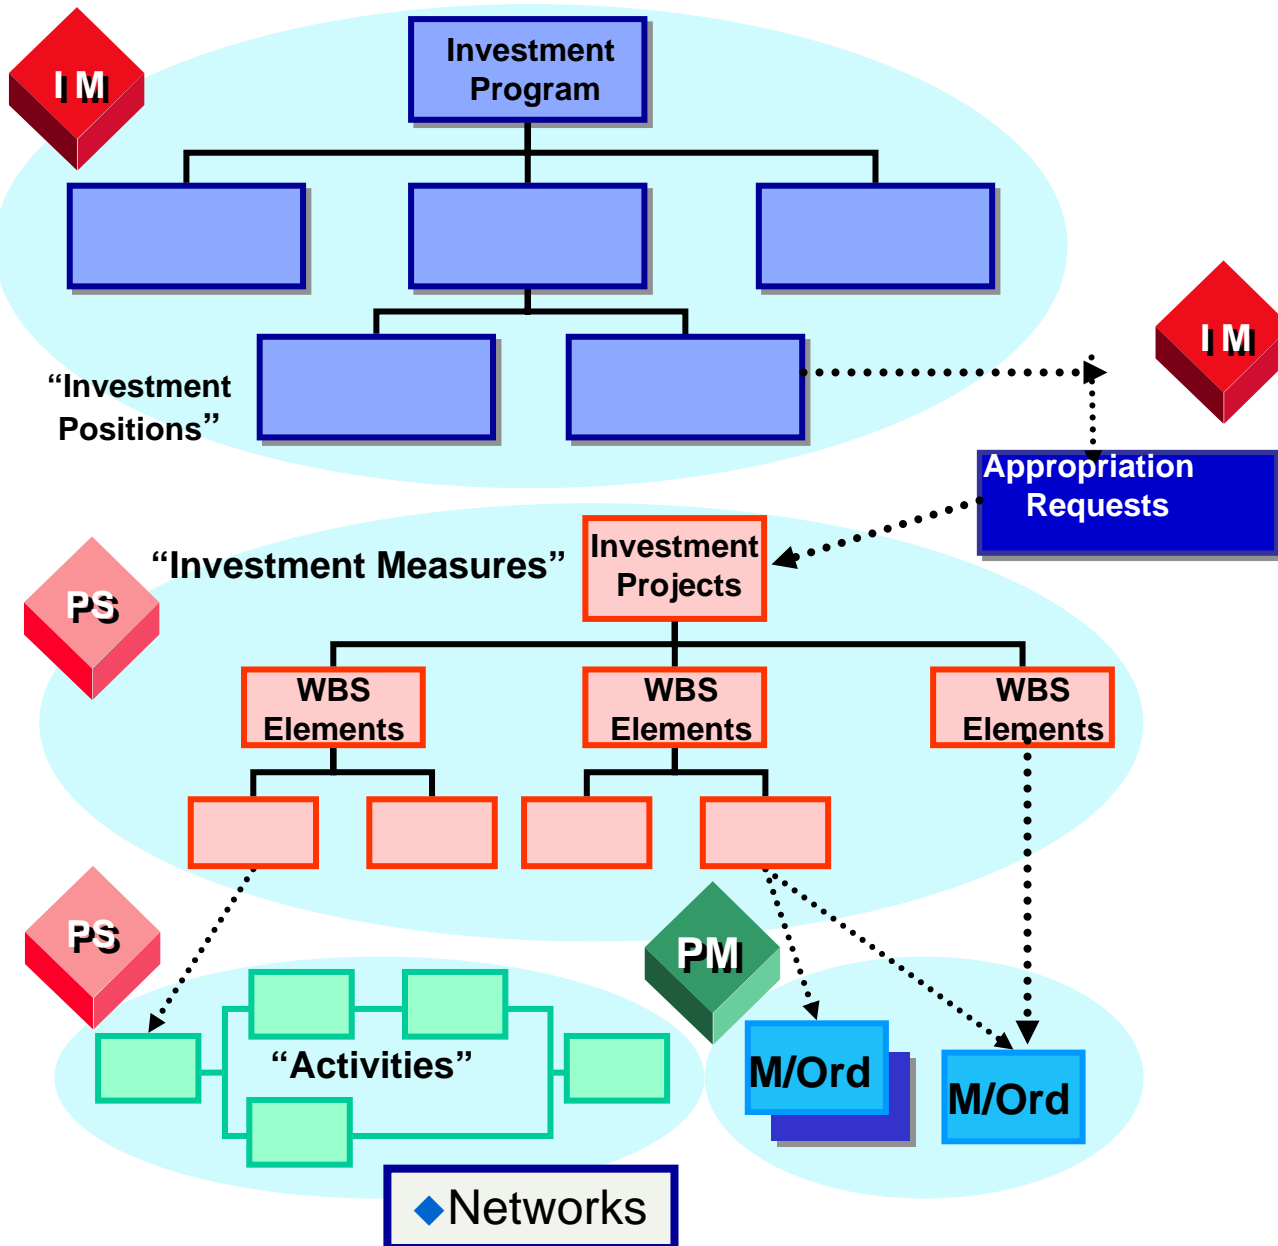 Investment
Program
I M
I M
“Investment
Positions”
Appropriation
Requests
“Investment Measures”
Investment
Projects
PS
WBS
Elements
WBS
Elements
WBS
Elements
PS
PM
“Activities”
M/Ord
M/Ord
Networks